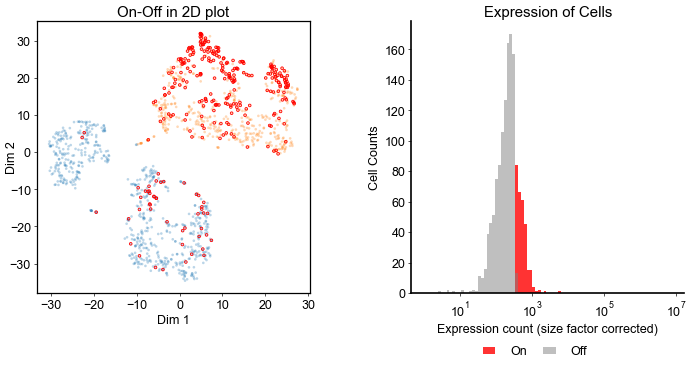 On-Off in 2D plot
Dim 2
30
20
10
0
−10
−20
−30
−30 −20 −10 0 10 20 30
Dim 1
Expression of Cells
Cell Counts
160
140
120
100
80
60
40
20
0
10^1 10^3 10^5 10^7
Expression count (size factor corrected)
On Off